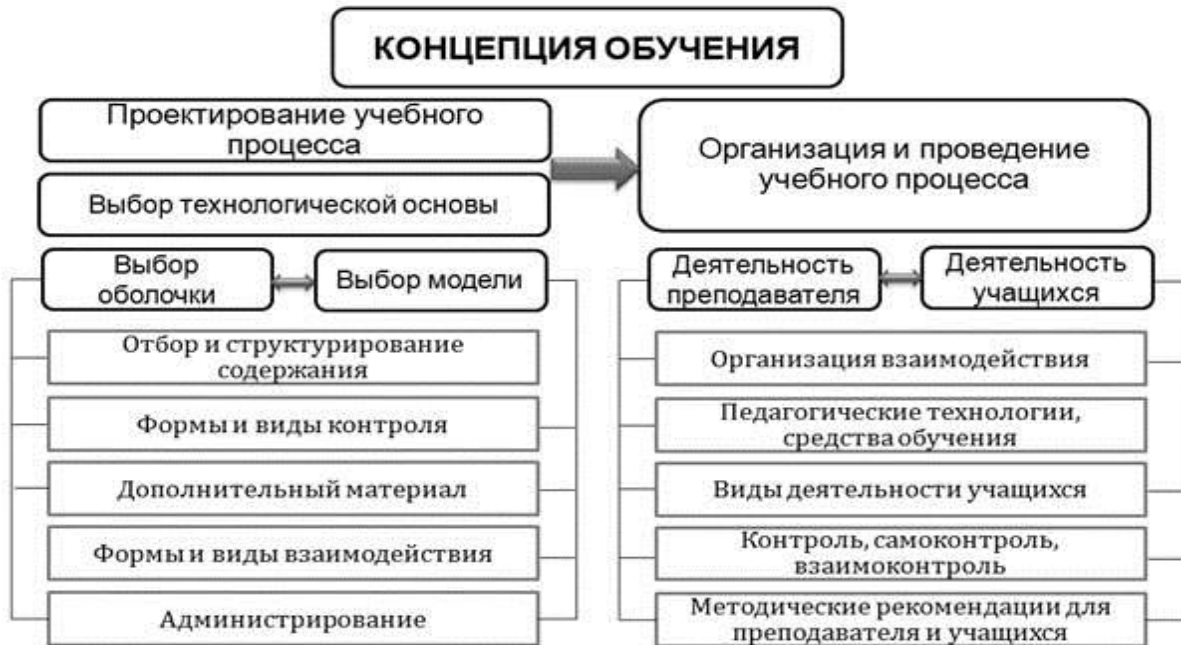 КОНЦЕПЦИЯ ОБУЧЕНИЯ
Проектирование учебного
процесса
Выбор технологической основы
Выбор
оболочки
Выбор модели
Отбор и структурирование
содержания
Формы и виды контроля
Дополнительный материал
Формы и виды взаимодействия
Администрирование
Организация и проведение
учебного процесса
Деятельность
преподавателя
Деятельность
учащихся
Организация взаимодействия
Педагогические технологии,
средства обучения
Виды деятельности учащихся
Контроль, самоконтроль,
взаимоконтроль
Методические рекомендации для
преподавателя и учащихся